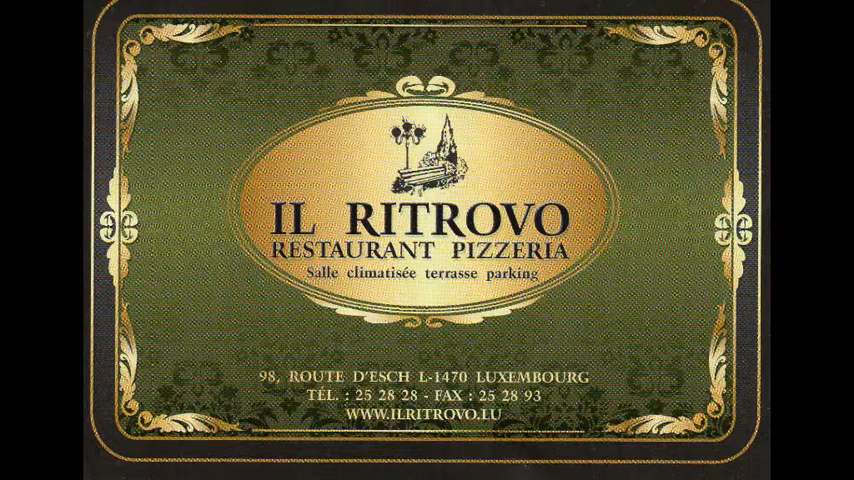 IL RITROVO
RESTAURANT PIZZERIA
Salle climatisée terrasse parking
98, ROUTE D'ESCH L-1470 LUXEMBOURG
TÉL. : 25 28 28 - FAX : 25 28 93
WWW.ILRITROVO.LU